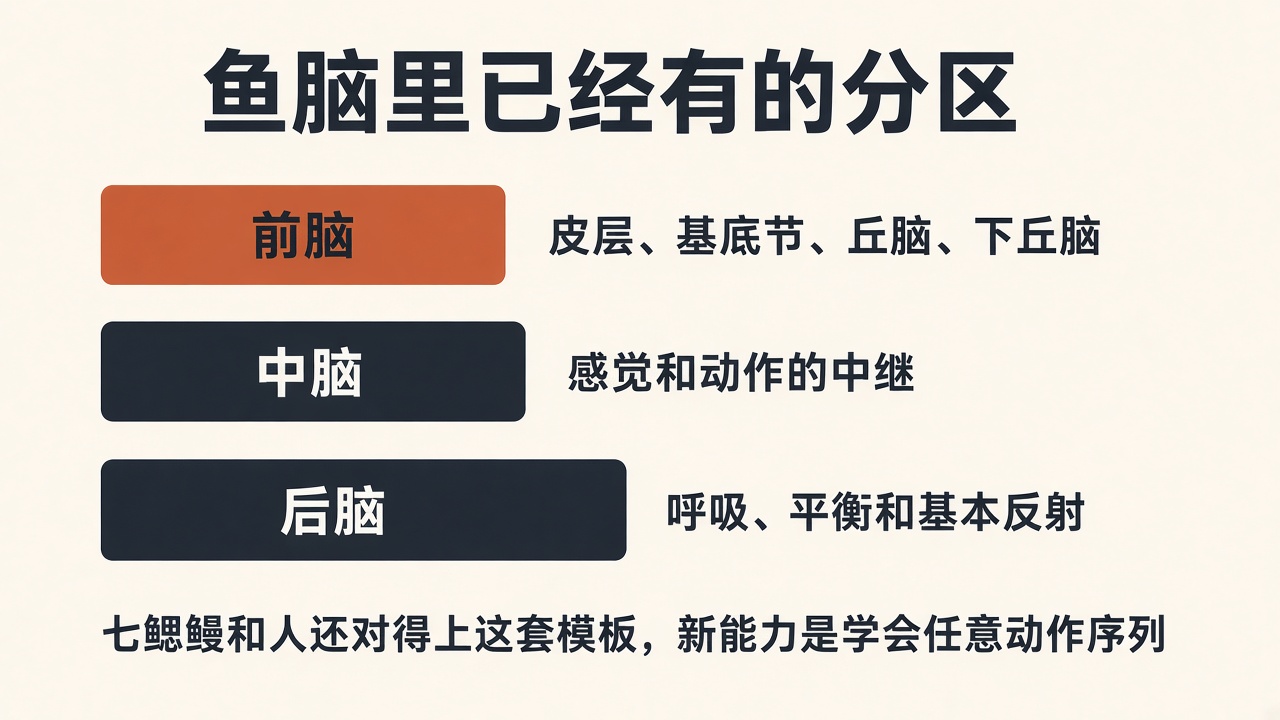 鱼脑里已经有的分区
前脑
皮层、基底节、丘脑、下丘脑
中脑
感觉和动作的中继
后脑
呼吸、平衡和基本反射
七鳃鳗和人还对得上这套模板，新能力是学会任意动作序列